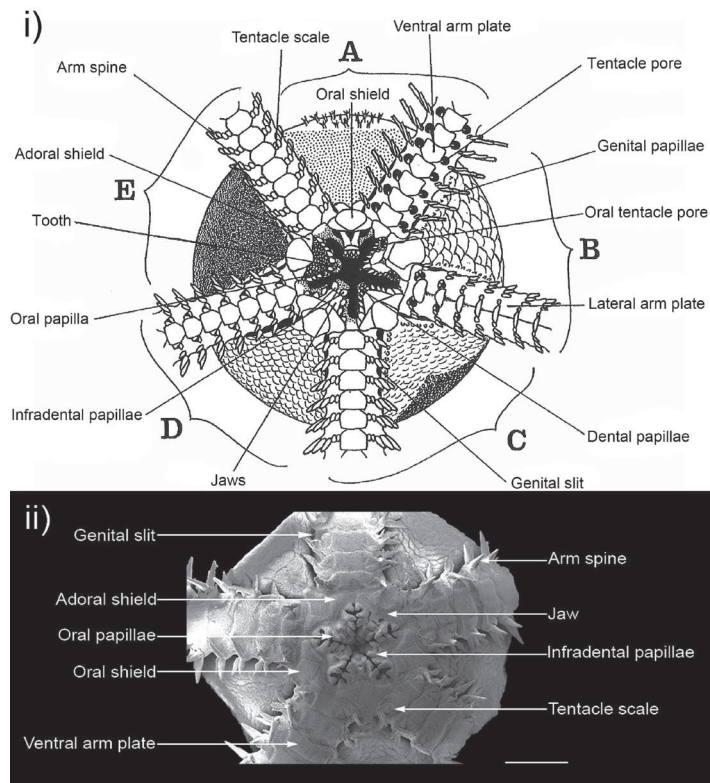 i)
Ventral arm plate
Tentacle scale
A
Arm spine
Tentacle pore
Oral shield
Genital papillae
Adoral shield
E
Oral tentacle pore
Tooth
B
Lateral arm plate
Oral papilla
Infradental papillae
D
C
Dental papillae
Jaws
Genital slit
ii)
Genital slit
Arm spine
Adoral shield
Jaw
Oral papillae
Infradental papillae
Oral shield
Tentacle scale
Ventral arm plate